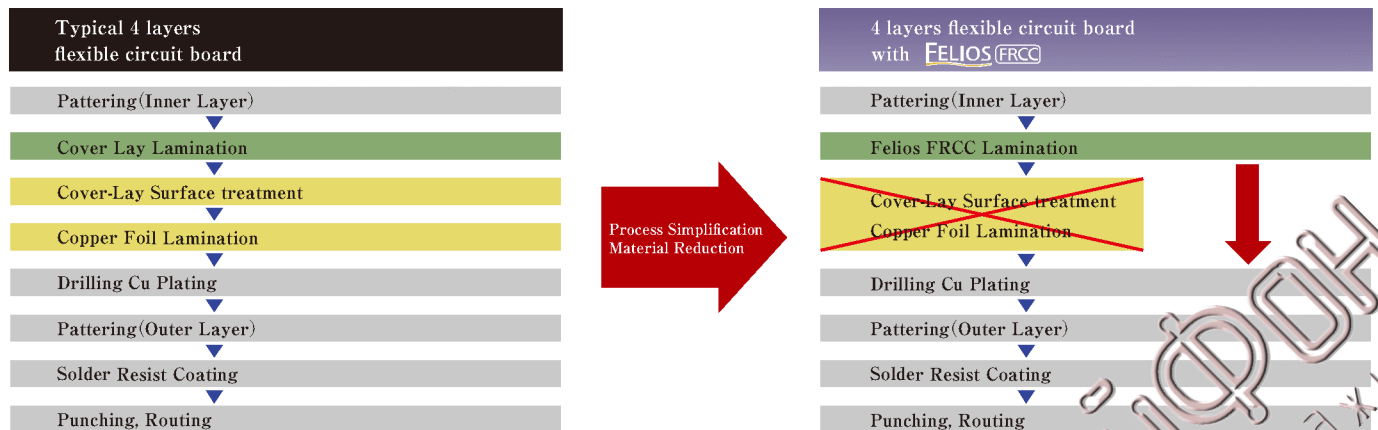 Typical 4 layers
flexible circuit board
Pattering(Inner Layer)
Cover Lay Lamination
Cover-Lay Surface treatment
Copper Foil Lamination
Drilling Cu Plating
Pattering(Outer Layer)
Solder Resist Coating
Punching, Routing
Process Simplification
Material Reduction
4 layers flexible circuit board
with FELIOS FRCC
Pattering(Inner Layer)
Felios FRCC Lamination
Cover-Lay Surface treatment
Copper Foil Lamination
Drilling Cu Plating
Pattering(Outer Layer)
Solder Resist Coating
Punching, Routing